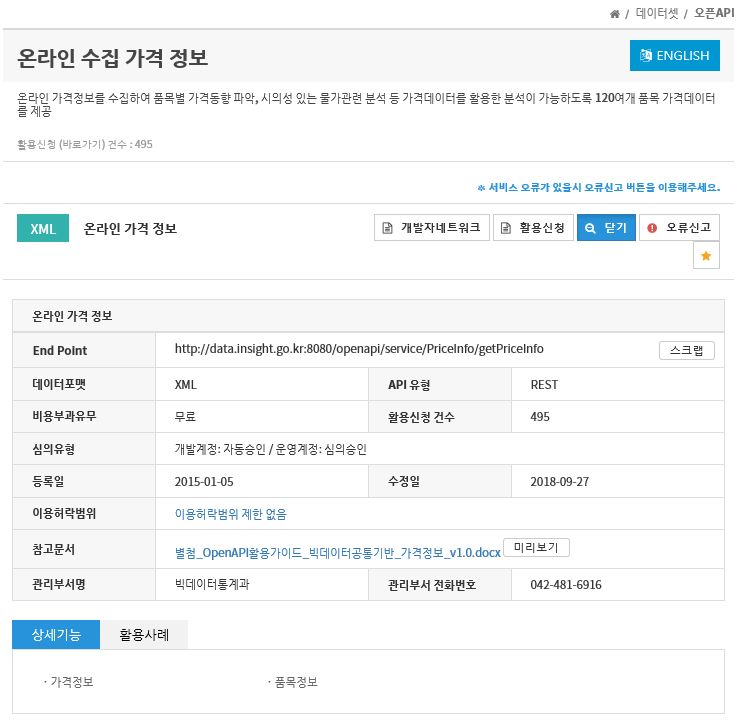 / 데이터셋 / 오픈API
온라인 수집 가격 정보
ENGLISH
온라인 가격정보를 수집하여 품목별 가격동향 파악, 시의성 있는 물가관련 분석 등 가격데이터를 활용한 분석이 가능하도록 120여개 품목 가격데이터
를 제공
활용신청 (바로가기) 건수 : 495
※ 서비스 오류가 있을시 오류신고 버튼을 이용해주세요.
XML 온라인 가격 정보 개발자네트워크 활용신청 닫기 오류신고
온라인 가격 정보
End Point http://data.insight.go.kr:8080/openapi/service/PriceInfo/getPriceInfo 스크랩
데이터포맷 XML API 유형 REST
비용부과유무 무료 활용신청 건수 495
심의유형 개발계정: 자동승인 / 운영계정: 심의승인
등록일 2015-01-05 수정일 2018-09-27
이용허락범위 이용허락범위 제한 없음
참고문서 별첨_OpenAPI활용가이드_빅데이터공통기반_가격정보_v1.0.docx 미리보기
관리부서명 빅데이터통계과 관리부서 전화번호 042-481-6916
상세기능 활용사례
· 가격정보 · 품목정보